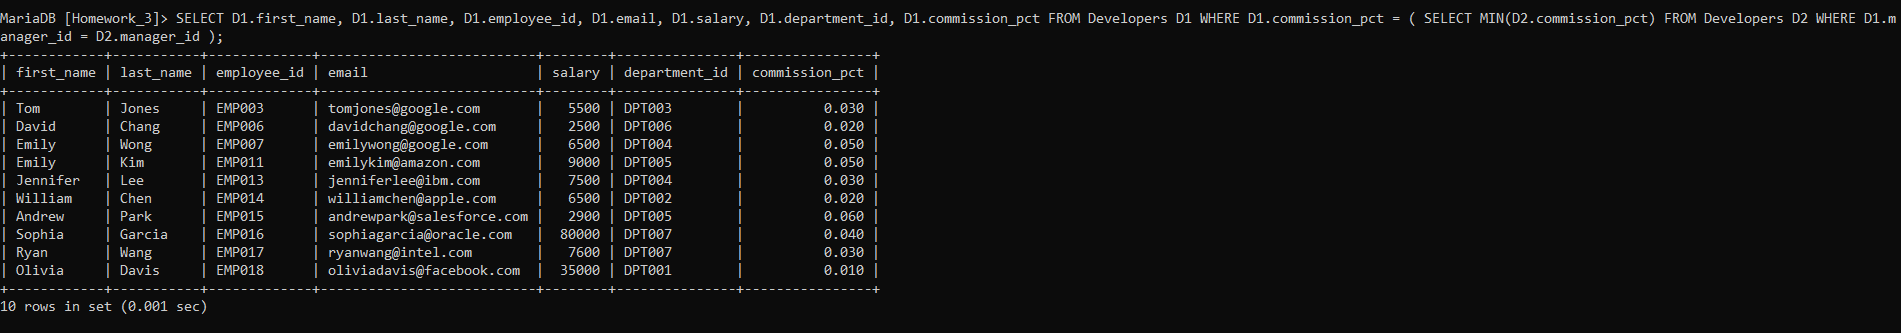 MariaDB [Homework_3]> SELECT D1.first_name, D1.last_name, D1.employee_id, D1.email, D1.salary, D1.department_id, D1.commission_pct FROM Developers D1 WHERE D1.commission_pct = ( SELECT MIN(D2.commission_pct) FROM Developers D2 WHERE D1.m
anager_id = D2.manager_id );
+------------+-----------+-------------+--------------------------+--------+---------------+----------------+
| first_name | last_name | employee_id | email                    | salary | department_id | commission_pct |
+------------+-----------+-------------+--------------------------+--------+---------------+----------------+
| Tom        | Jones     | EMP003      | tomjones@google.com      |   5500 | DPT003        |          0.030 |
| David      | Chang     | EMP006      | davidchang@google.com    |   2500 | DPT006        |          0.020 |
| Emily      | Wong      | EMP007      | emilywong@google.com     |   6500 | DPT004        |          0.050 |
| Emily      | Kim       | EMP011      | emilykim@amazon.com      |   9000 | DPT005        |          0.050 |
| Jennifer   | Lee       | EMP013      | jenniferlee@ibm.com      |   7500 | DPT004        |          0.030 |
| William    | Chen      | EMP014      | williamchen@apple.com    |   6500 | DPT002        |          0.020 |
| Andrew     | Park      | EMP015      | andrewpark@salesforce.com |   2900 | DPT005        |          0.060 |
| Sophia     | Garcia    | EMP016      | sophiagarcia@oracle.com  |  80000 | DPT007        |          0.040 |
| Ryan       | Wang      | EMP017      | ryanwang@intel.com       |   7600 | DPT007        |          0.030 |
| Olivia     | Davis     | EMP018      | oliviadavis@facebook.com |  35000 | DPT001        |          0.010 |
+------------+-----------+-------------+--------------------------+--------+---------------+----------------+
10 rows in set (0.001 sec)